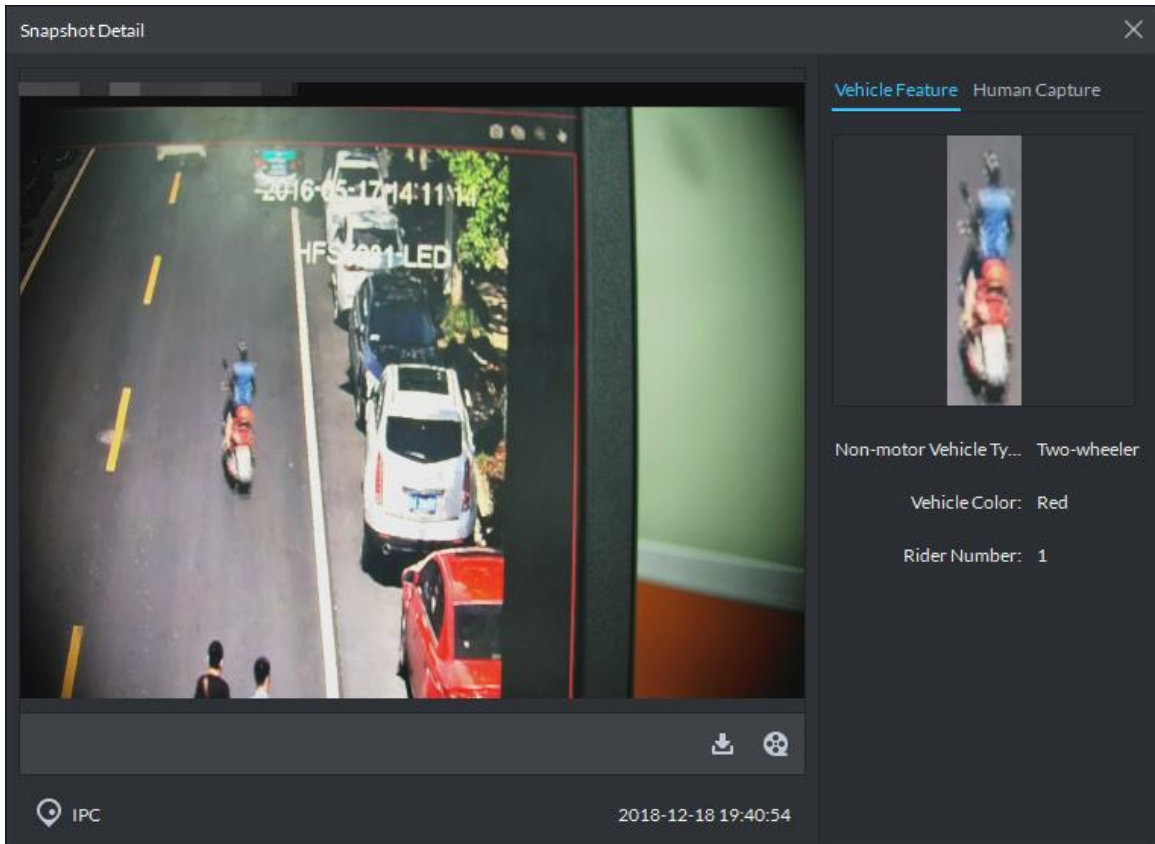 Snapshot Detail
Vehicle Feature
Human Capture
2016-05-17 14:11:14
LED
Non-motor Vehicle Ty... Two-wheeler
Vehicle Color: Red
Rider Number: 1
IPC
2018-12-18 19:40:54